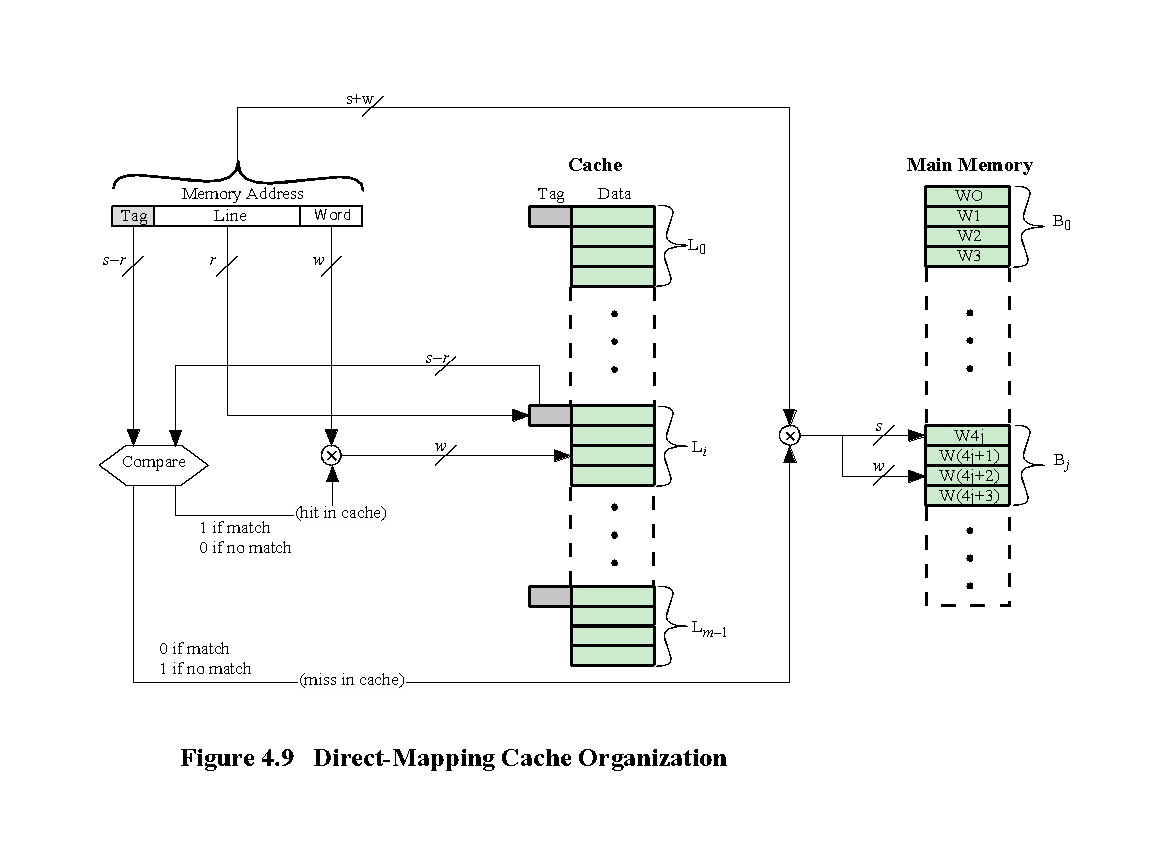 s+w
Cache
Main Memory
Memory Address
Tag Line Word
Tag Data
s–r
r
w
L0
W0
W1
W2
W3
B0
s–r
Compare
w
Li
s
w
W4j
W(4j+1)
W(4j+2)
W(4j+3)
Bj
(hit in cache)
1 if match
0 if no match
Lm–1
0 if match
1 if no match
(miss in cache)
Figure 4.9 Direct-Mapping Cache Organization